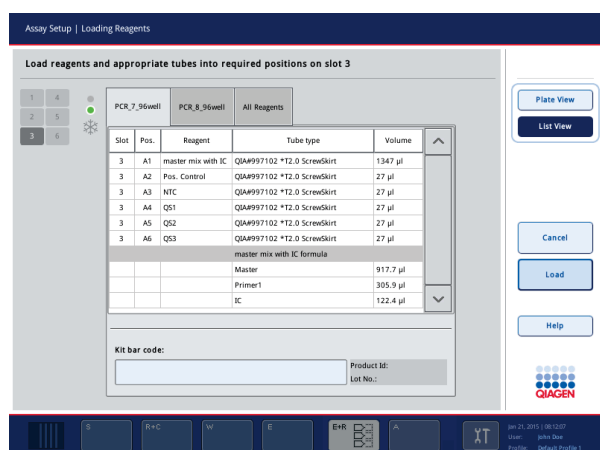 Assay Setup | Loading Reagents
Load reagents and appropriate tubes into required positions on slot 3
1 4
2 5
3 6
PCR_7_96well PCR_8_96well All Reagents
Slot Pos. Reagent Tube type Volume
3 A1 master mix with IC QIA#997102 *T2.0 ScrewSkirt 1347 µl
3 A2 Pos. Control QIA#997102 *T2.0 ScrewSkirt 27 µl
3 A3 NTC QIA#997102 *T2.0 ScrewSkirt 27 µl
3 A4 QS1 QIA#997102 *T2.0 ScrewSkirt 27 µl
3 A5 QS2 QIA#997102 *T2.0 ScrewSkirt 27 µl
3 A6 QS3 QIA#997102 *T2.0 ScrewSkirt 27 µl
master mix with IC formula
Master 917.7 µl
Primer1 305.9 µl
IC 122.4 µl
Kit bar code:
Product Id:
Lot No.:
Plate View
List View
Cancel
Load
Help
QIAGEN
S R+C W E E+R A
Jan 21, 2015 | 08:12:07
User: John Doe
Profile: Default Profile 1